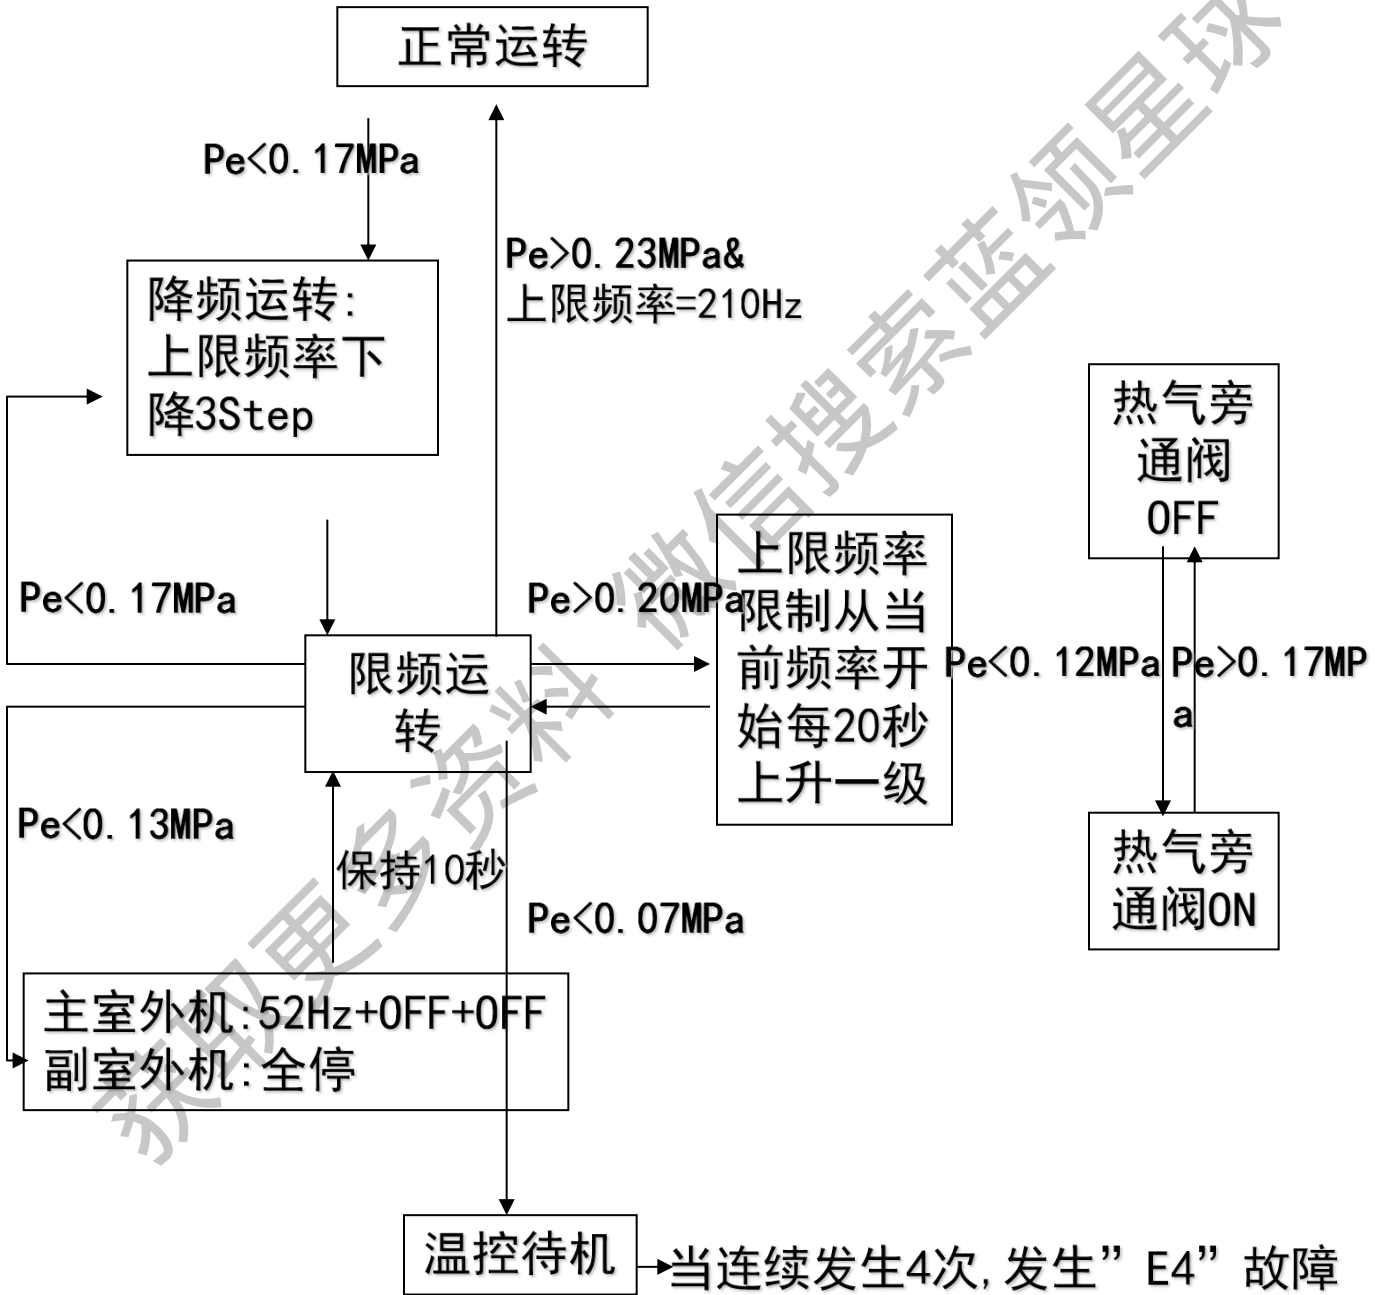 正常运转
Pe<0.17MPa
Pe>0.23MPa&
上限频率=210Hz
降频运转:
上限频率下
降3Step
热气旁
通阀
OFF
Pe<0.17MPa
Pe>0.20MPa
上限频率
限制从当
前频率开
始每20秒
上升一级
限频运
转
Pe<0.12MPa
Pe>0.17MP
a
Pe<0.13MPa
保持10秒
Pe<0.07MPa
热气旁
通阀ON
主室外机:52Hz+OFF+OFF
副室外机:全停
温控待机
当连续发生4次,发生”E4”故障
获取更多资料 微信搜索蓝领星球